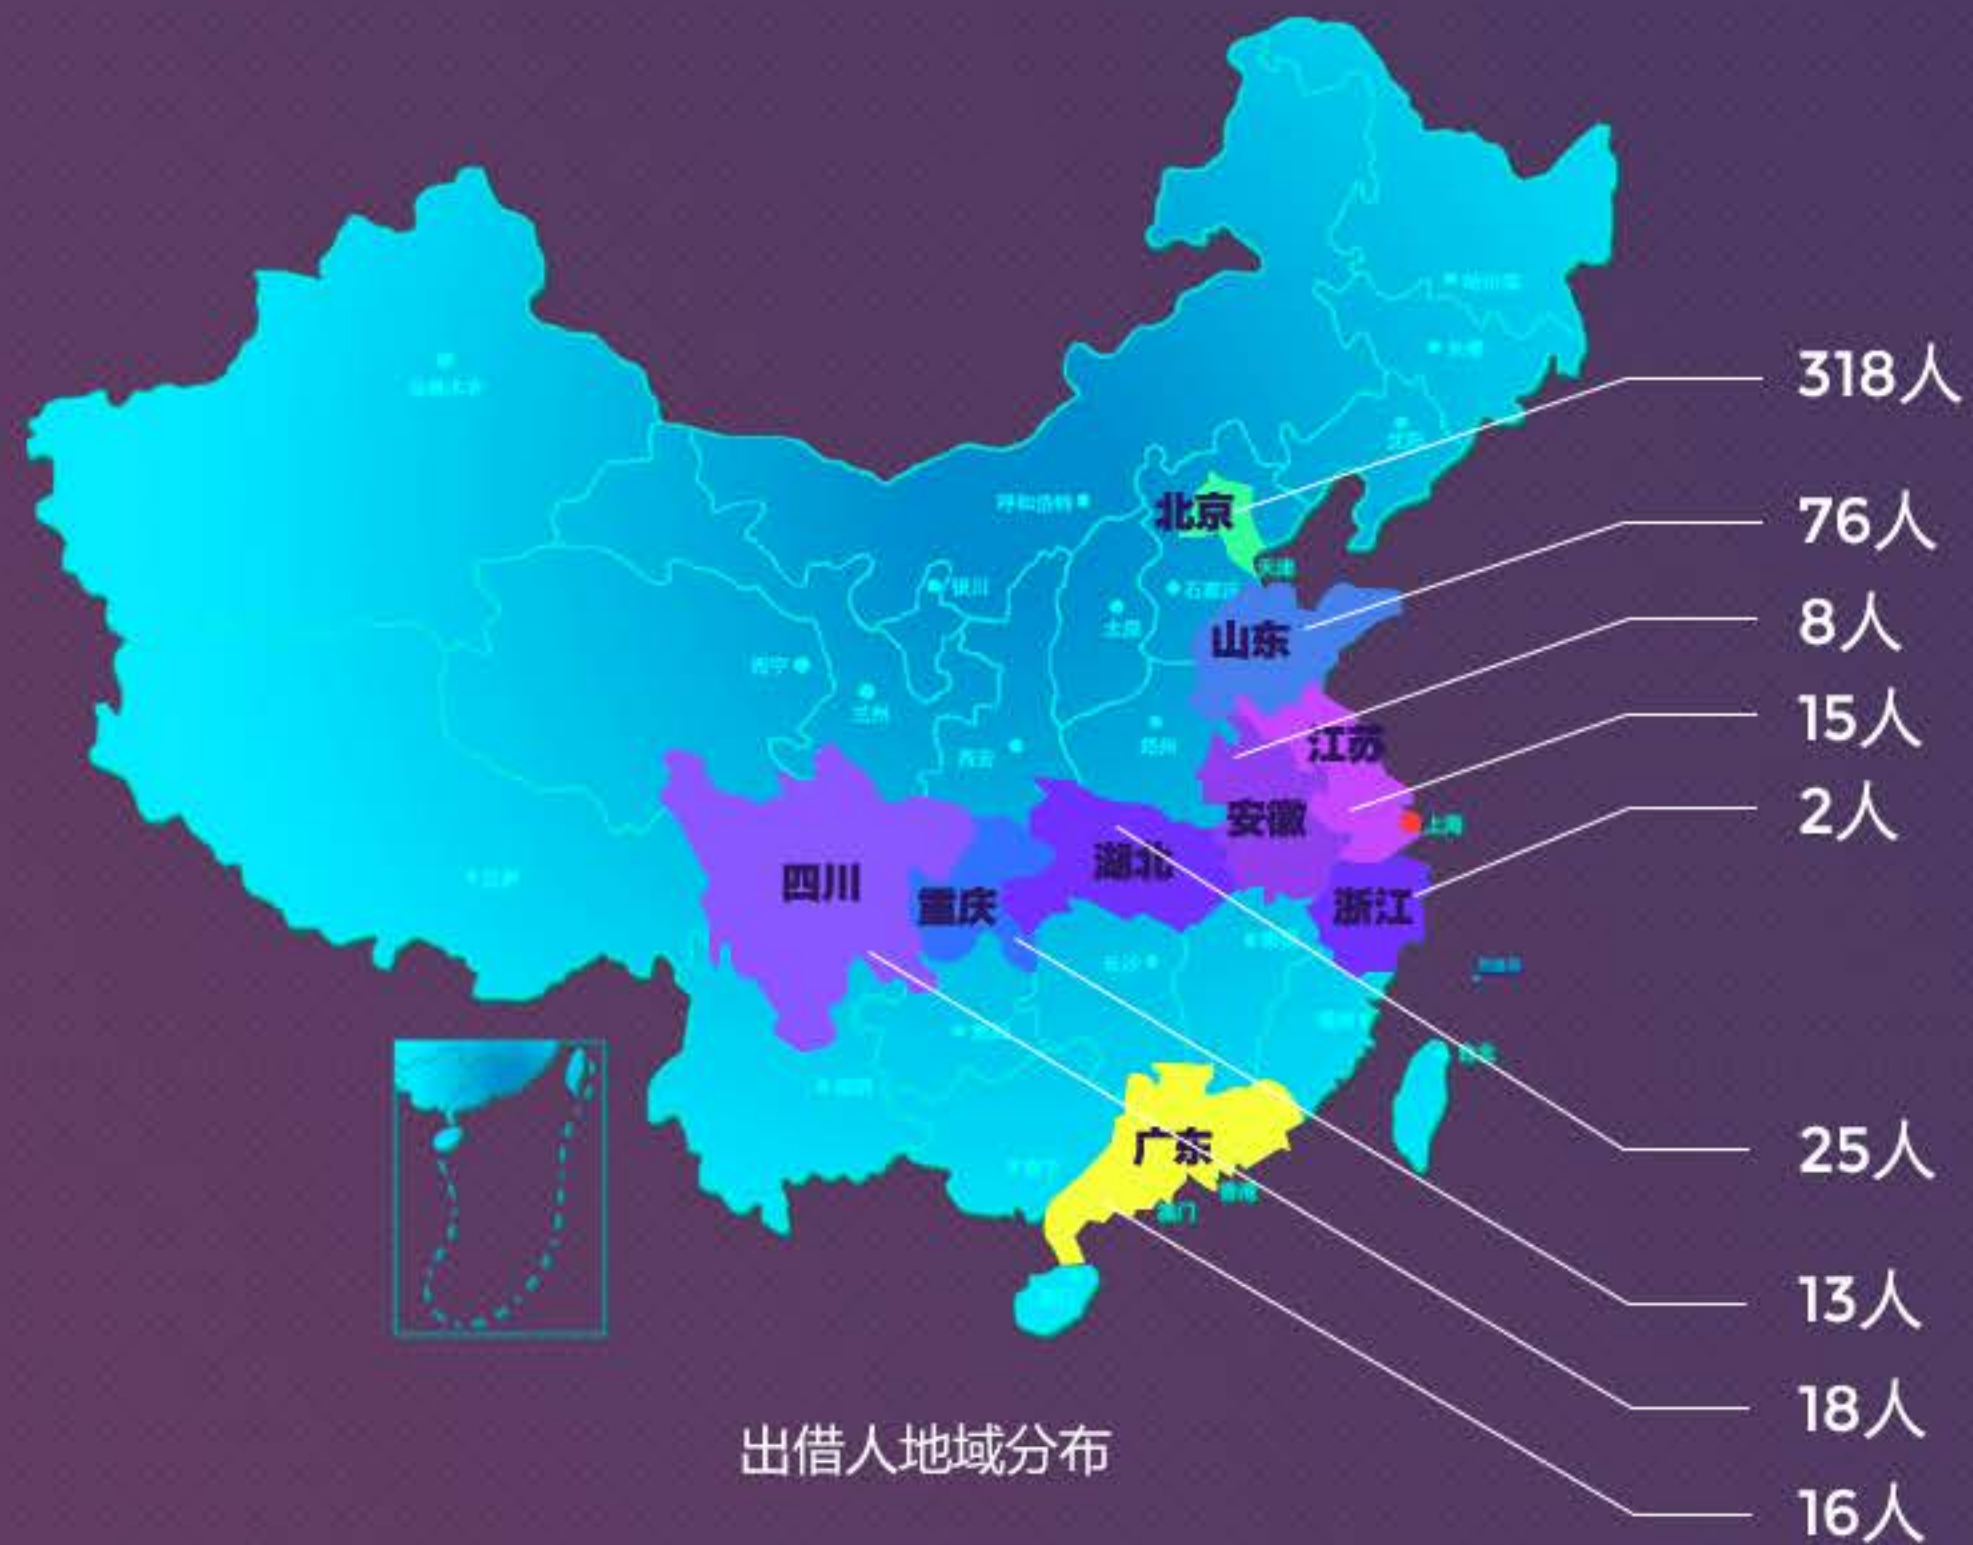 318人
呼和浩特
北京
76人
天津
银川
石家庄
8人
太原
山东
西宁
兰州
15人
江苏
郑州
西安
2人
安徽
上海
湖北
四川
重庆
浙江
长沙
25人
广东
香港
澳门
13人
18人
出借人地域分布
16人